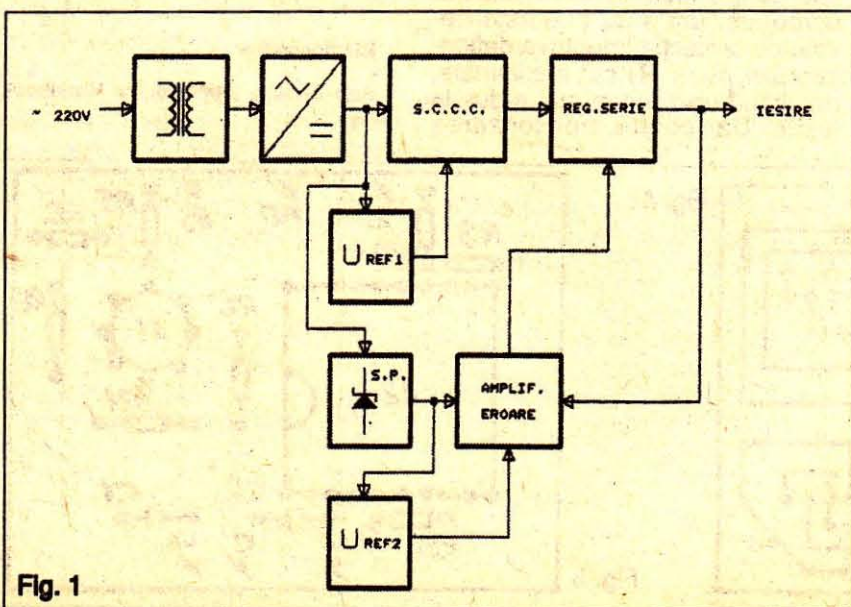 ~ 220V
S.C.C.C.
REG.SERIE
IESIRE
U REF1
S.P.
AMPLIF.
EROARE
U REF2
Fig. 1